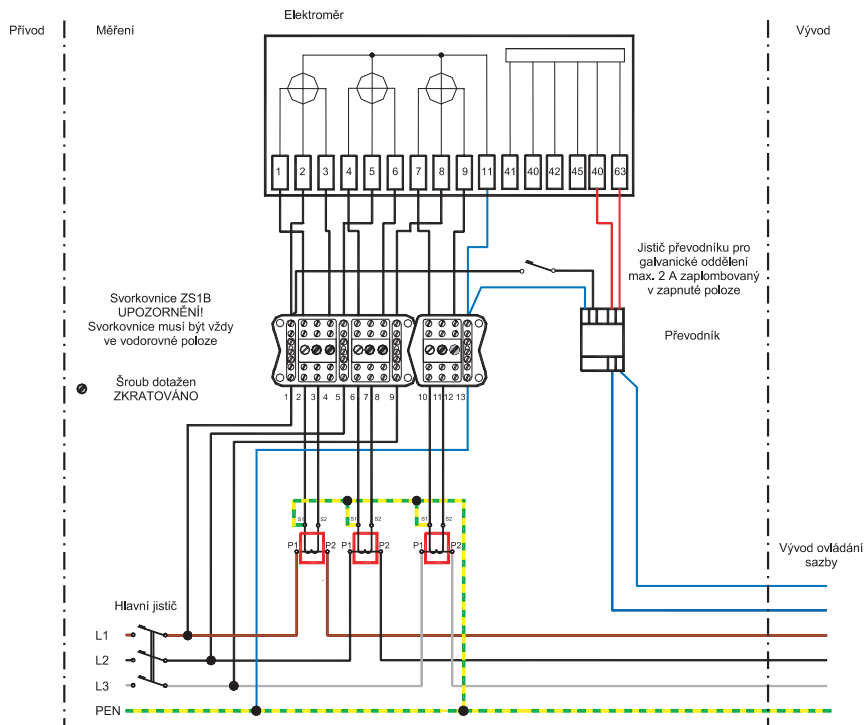 Elektroměr
Přívod
Měření
Vývod
1 2 3 4 5 6 7 8 9 11 41 40 42 45 40 63
Jistič převodníku pro
galvanické oddělení
max. 2 A zaplombovaný
v zapnuté poloze
Svorkovnice ZS1B
UPOZORNĚNÍ!
Svorkovnice musí být vždy
ve vodorovné poloze
Převodník
Šroub dotažen
ZKRATOVÁNO
1 2 3 4 5 6 7 8 9 10 11 12 13
S1 S2 S1 S2 S1 S2
P1 P2 P1 P2 P1 P2
Vývod ovládání
sazby
Hlavní jistič
L1
L2
L3
PEN